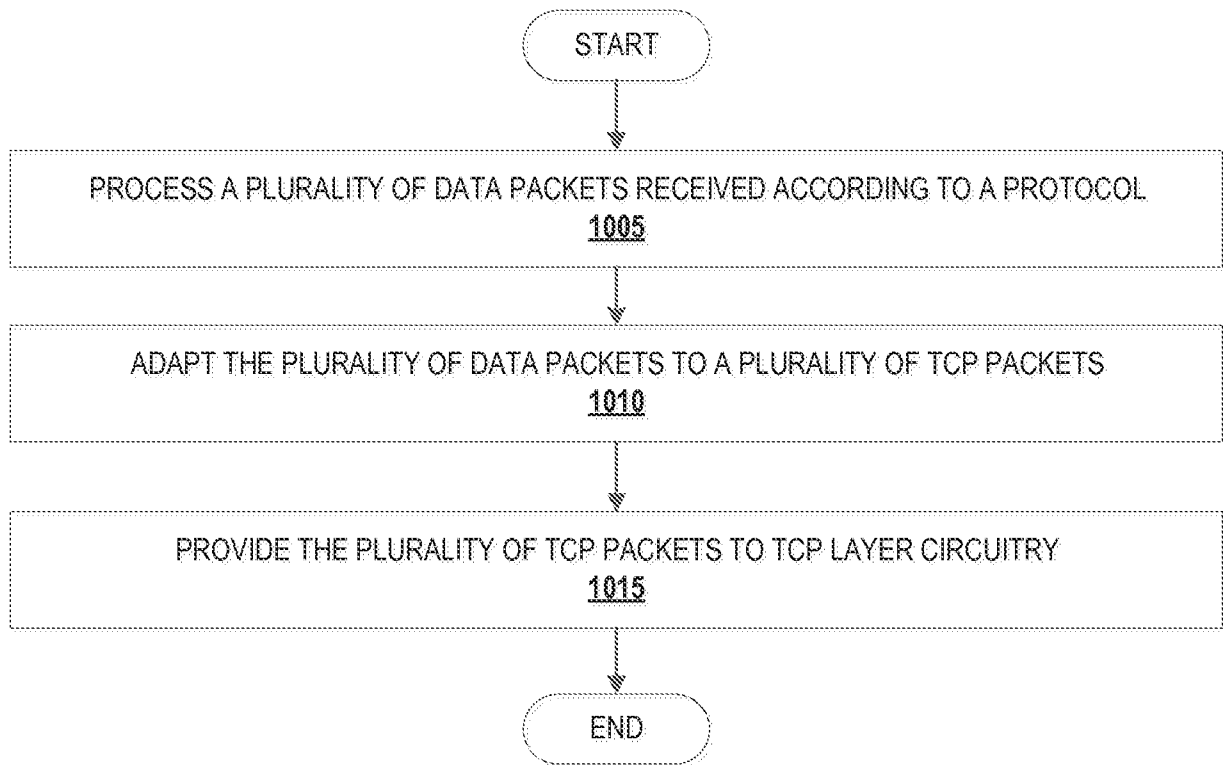 START
PROCESS A PLURALITY OF DATA PACKETS RECEIVED ACCORDING TO A PROTOCOL
1005
ADAPT THE PLURALITY OF DATA PACKETS TO A PLURALITY OF TCP PACKETS
1010
PROVIDE THE PLURALITY OF TCP PACKETS TO TCP LAYER CIRCUITRY
1015
END